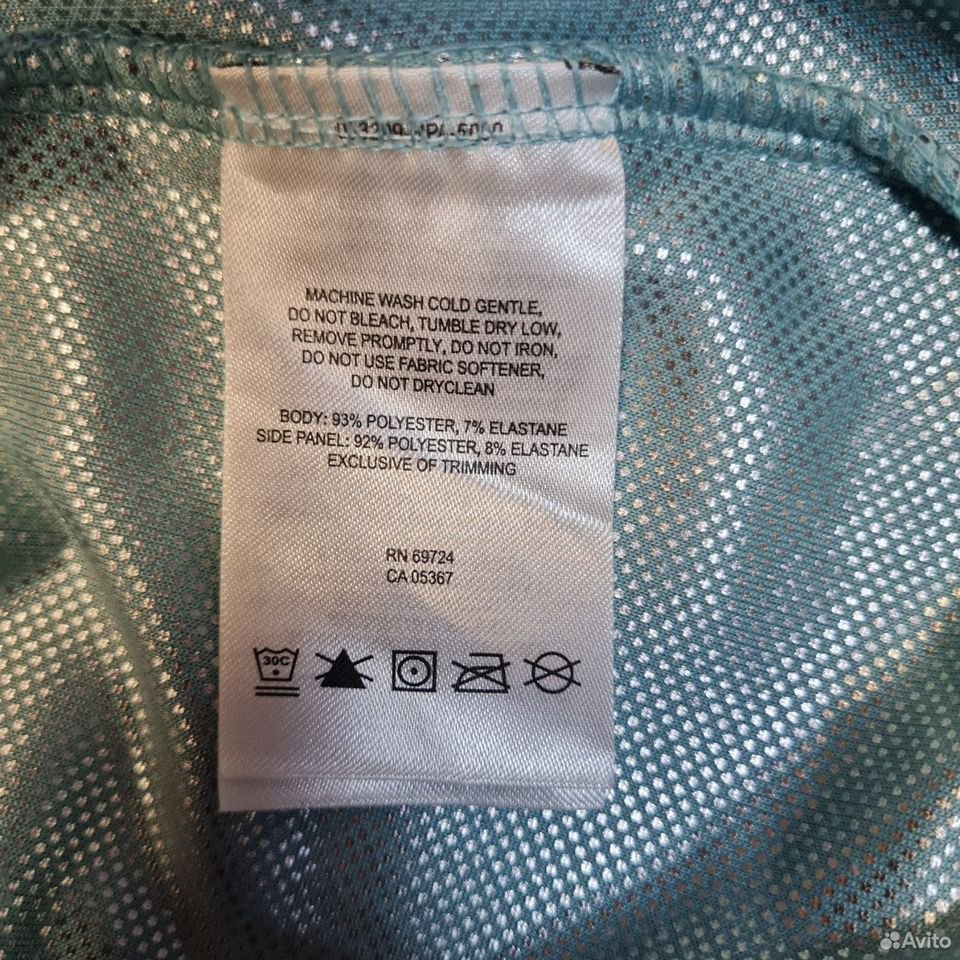 MACHINE WASH COLD GENTLE,
DO NOT BLEACH, TUMBLE DRY LOW,
REMOVE PROMPTLY, DO NOT IRON,
DO NOT USE FABRIC SOFTENER,
DO NOT DRYCLEAN
BODY: 93% POLYESTER, 7% ELASTANE
SIDE PANEL: 92% POLYESTER, 8% ELASTANE
EXCLUSIVE OF TRIMMING
RN 69724
CA 05367
30C
Avito